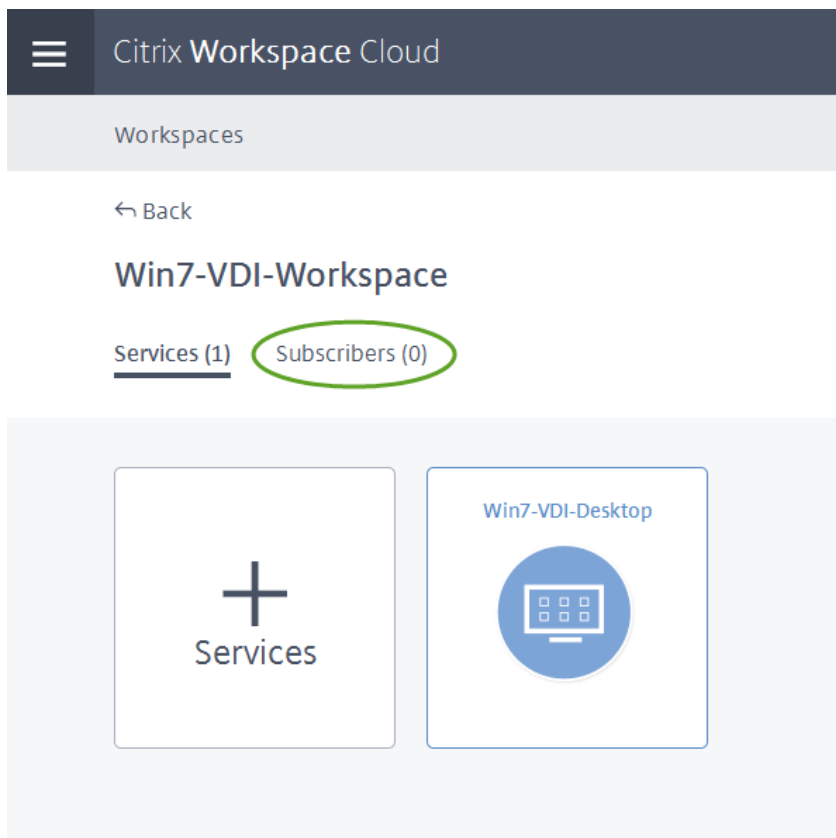 Citrix Workspace Cloud
Workspaces
Back
Win7-VDI-Workspace
Services (1) Subscribers (0)
Services
Win7-VDI-Desktop